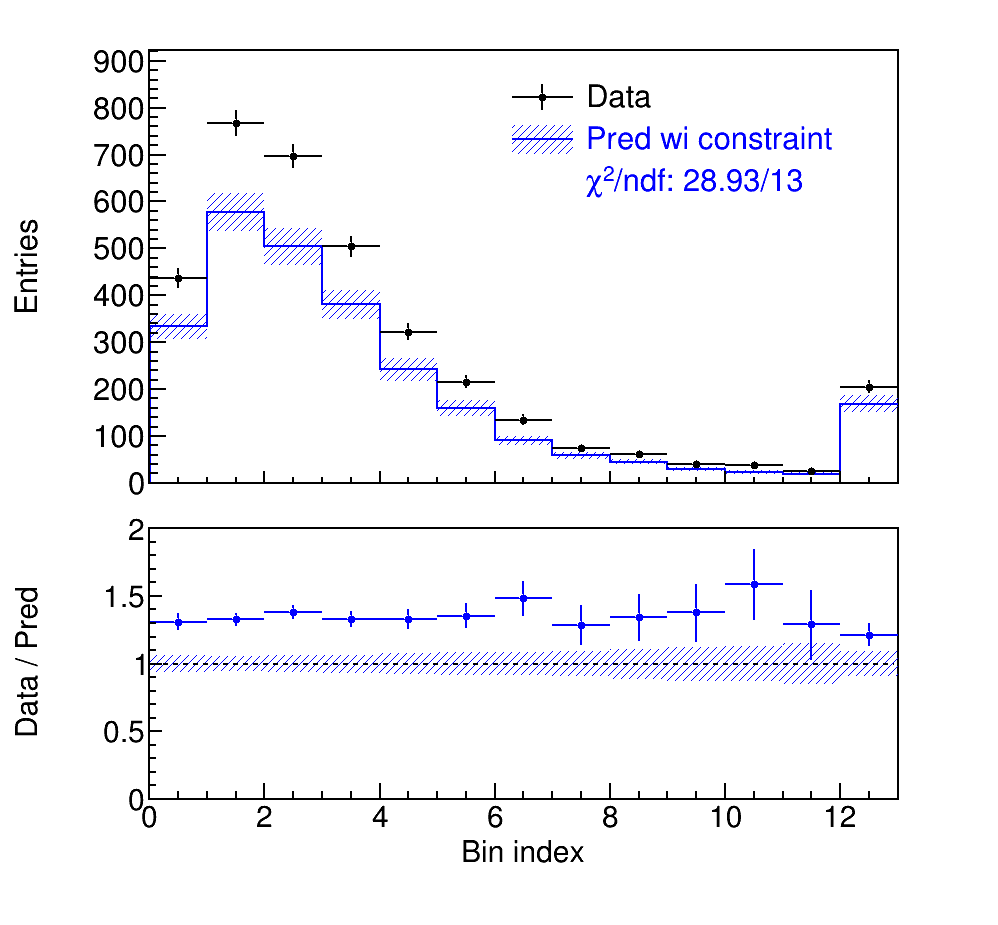 900
800
700
600
500
400
300
200
100
0
Entries
Data
Pred wi constraint
χ²/ndf: 28.93/13
2
1.5
1
0.5
0
Data / Pred
0 2 4 6 8 10 12
Bin index